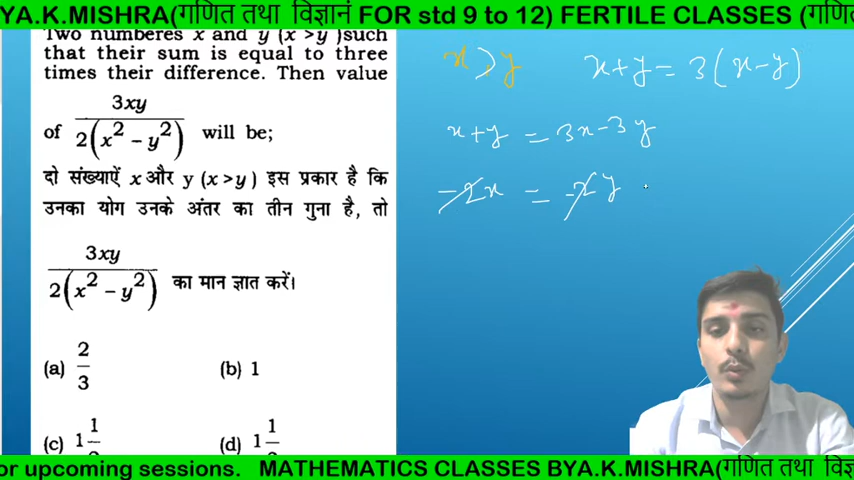 YA.K.MISHRA(गणित तथा विज्ञानं FOR std 9 to 12) FERTILE CLASSES (गणि
Two numberes x and y (x >y )such
that their sum is equal to three
times their difference. Then value
of 3xy / 2(x² − y²) will be;
दो संख्याऐं x और y (x > y ) इस प्रकार है कि
उनका योग उनके अंतर का तीन गुना है, तो
3xy / 2(x² − y²) का मान ज्ञात करें।
(a) 2/3 (b) 1
(c) 1 1/ (d) 1 1/
x > y x+y = 3(x-y)
x+y = 3x-3y
-2x = -2y
or upcoming sessions. MATHEMATICS CLASSES BYA.K.MISHRA(गणित तथा विज्ञ